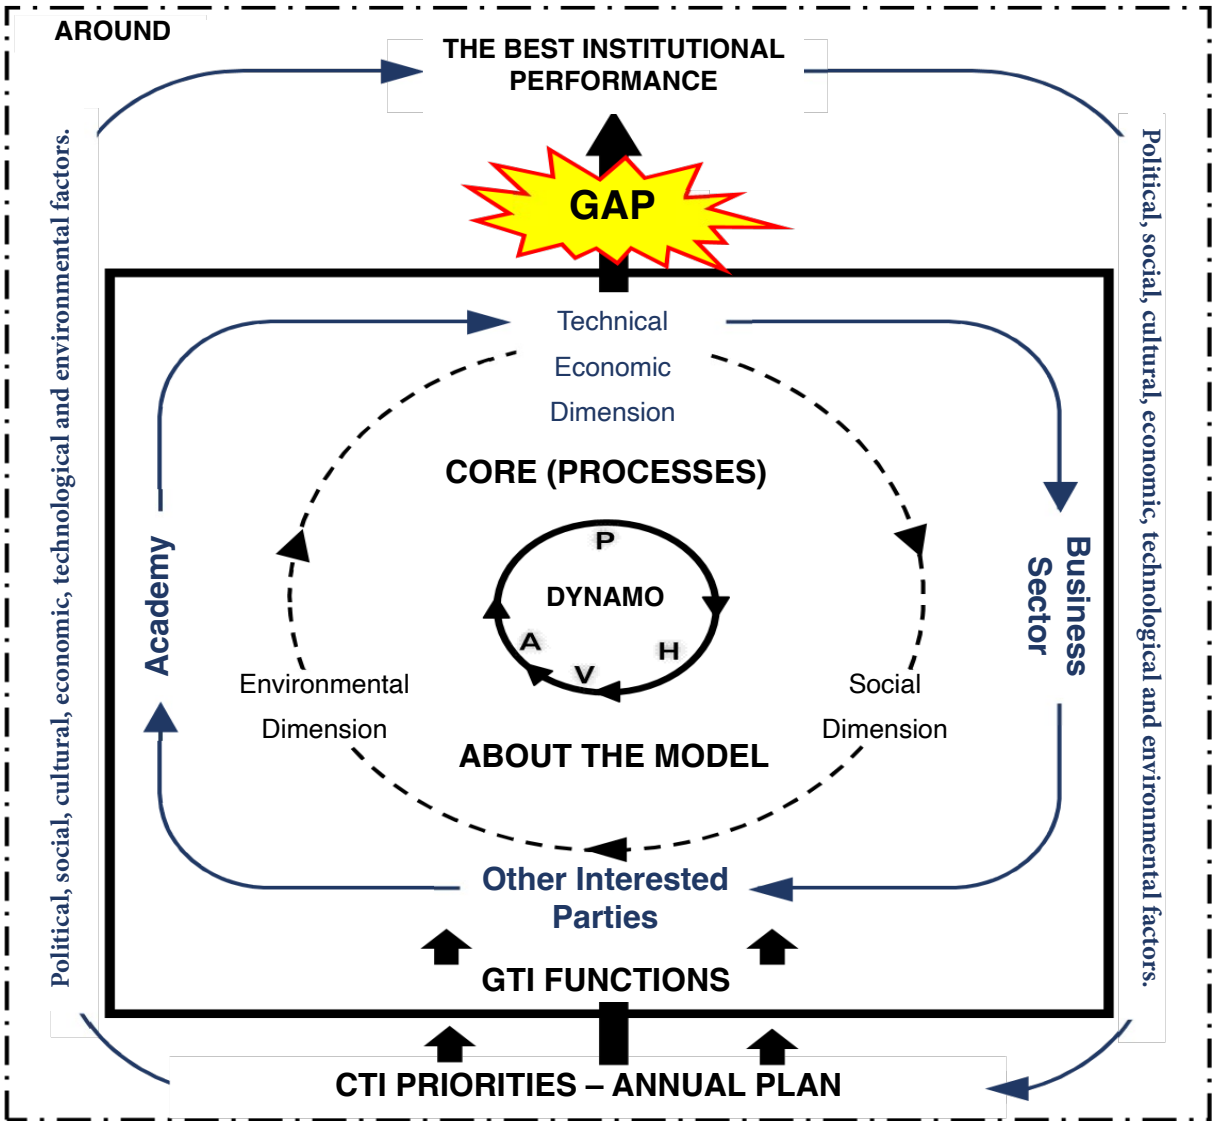 AROUND
THE BEST INSTITUTIONAL
PERFORMANCE
GAP
Political, social, cultural, economic, technological and environmental factors.
Political, social, cultural, economic, technological and environmental factors.
Technical
Economic
Dimension
CORE (PROCESSES)
P
DYNAMO
A
H
V
Academy
Business
Sector
Environmental
Dimension
Social
Dimension
ABOUT THE MODEL
Other Interested
Parties
GTI FUNCTIONS
CTI PRIORITIES – ANNUAL PLAN